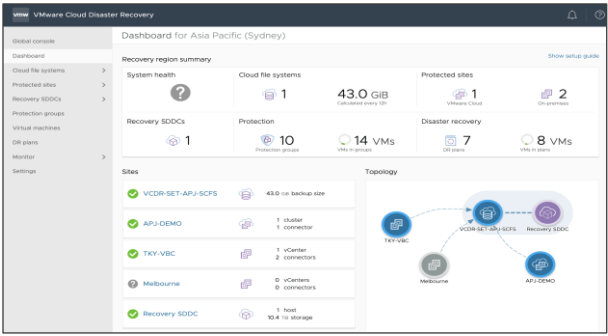 vmw VMware Cloud Disaster Recovery
Global console
Dashboard
Cloud file systems
Protected sites
Recovery SDDCs
Protection groups
Virtual machines
DR plans
Monitor
Settings
Dashboard for Asia Pacific (Sydney)
Recovery region summary
Show setup guide
System health
Cloud file systems
Protected sites
1
43.0 GiB
Calculated every 12h
1
VMware Cloud
2
On-premises
Recovery SDDCs
Protection
Disaster recovery
1
10
Protection groups
14 VMs
VMs in groups
7
DR plans
8 VMs
VMs in plans
Sites
VCDR-SET-APJ-SCFS
43.0 GiB backup size
APJ-DEMO
1 cluster
1 connector
TKY-VBC
1 vCenter
2 connectors
Melbourne
0 vCenters
0 connectors
Recovery SDDC
1 host
10.4 TiB storage
Topology
VCDR-SET-APJ-SCFS
Recovery SDDC
TKY-VBC
Melbourne
APJ-DEMO